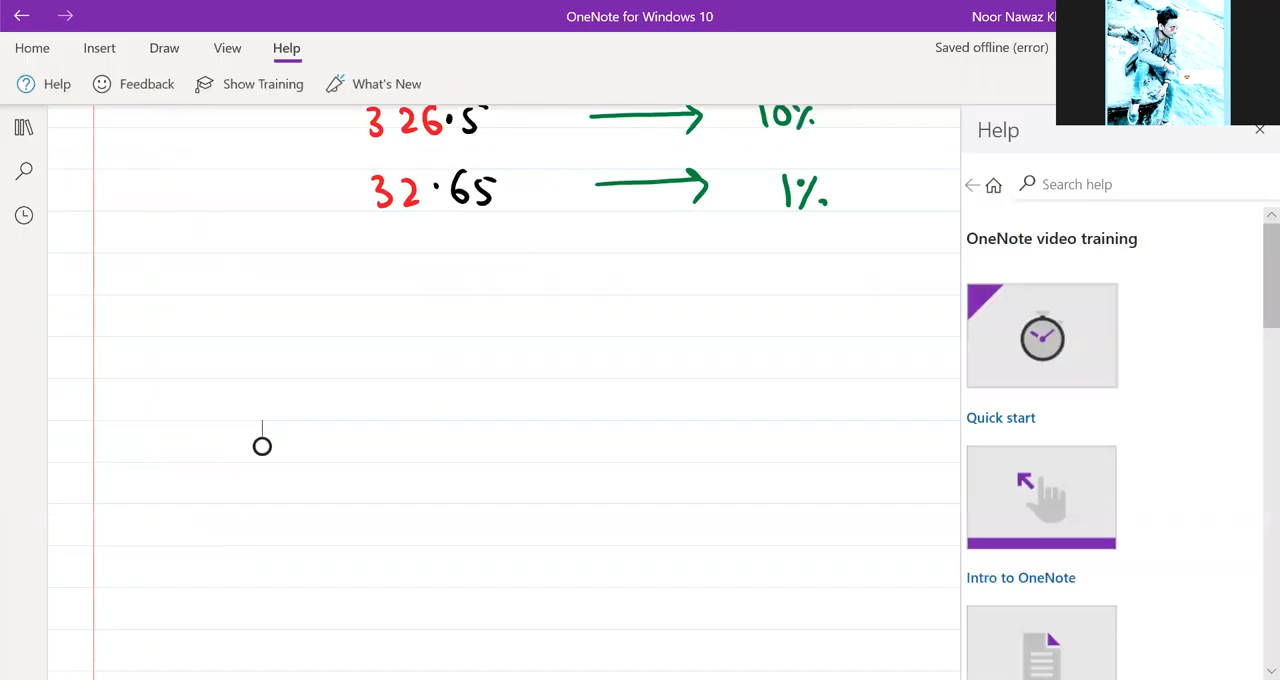 OneNote for Windows 10
Noor Nawaz
Home Insert Draw View Help
Saved offline (error)
Help Feedback Show Training What's New
326.5 → 10%
32.65 → 1%
Help
Search help
OneNote video training
Quick start
Intro to OneNote